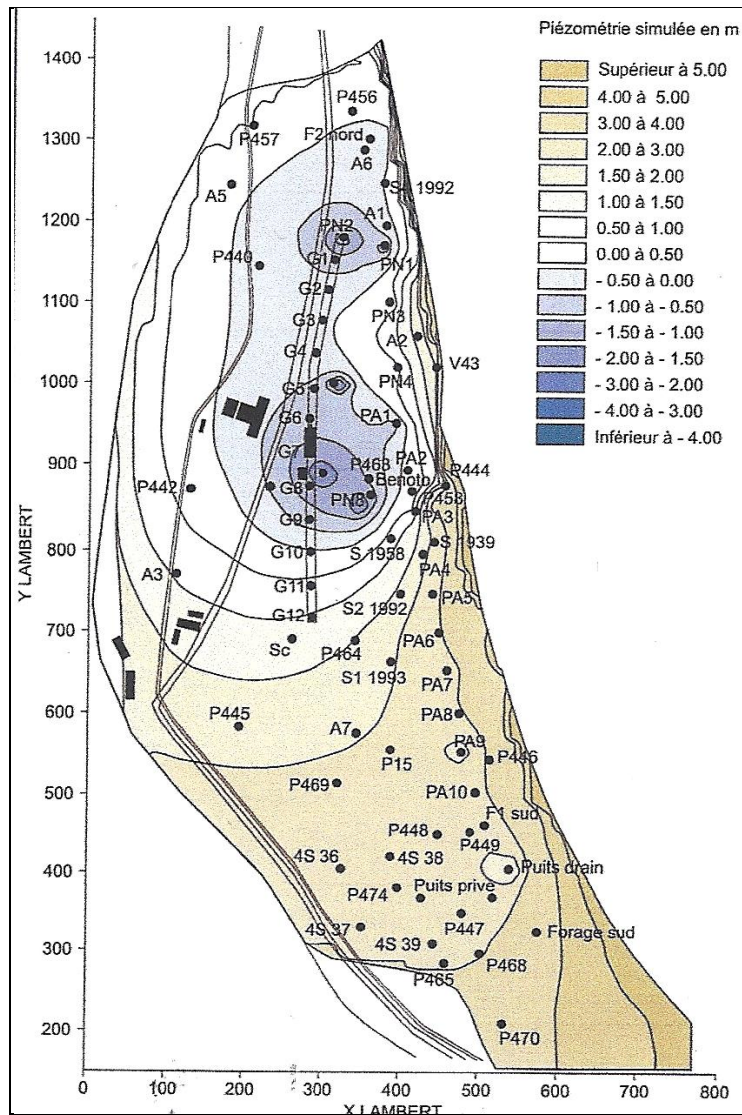 Piézométrie simulée en m
Supérieur à 5.00
4.00 à 5.00
3.00 à 4.00
2.00 à 3.00
1.50 à 2.00
1.00 à 1.50
0.50 à 1.00
0.00 à 0.50
- 0.50 à 0.00
- 1.00 à - 0.50
- 1.50 à - 1.00
- 2.00 à - 1.50
- 3.00 à - 2.00
- 4.00 à - 3.00
Inférieur à - 4.00
Y LAMBERT
1400
1300
1200
1100
1000
900
800
700
600
500
400
300
200
P456
P457
F2 nord
A6
A5
1992
A1
PN2
P440
G1
PN1
G2
PN3
G3
A2
G4
V43
PN4
G5
G6
PA1
G7
P463
PA2
P444
Benoto
P442
G8
PN8
P458
G9
PA3
G10
S 1958
S 1939
PA4
A3
G11
S2 1992
PA5
G12
Sc
P464
PA6
S1 1993
PA7
P445
A7
PA8
P15
PA9
P446
P469
PA10
F1 sud
P448
P449
4S 36
4S 38
Puits drain
P474
Puits privé
4S 37
P447
Forage sud
4S 39
P465
P468
P470
0
100
200
300
400
500
600
700
800
X LAMBERT